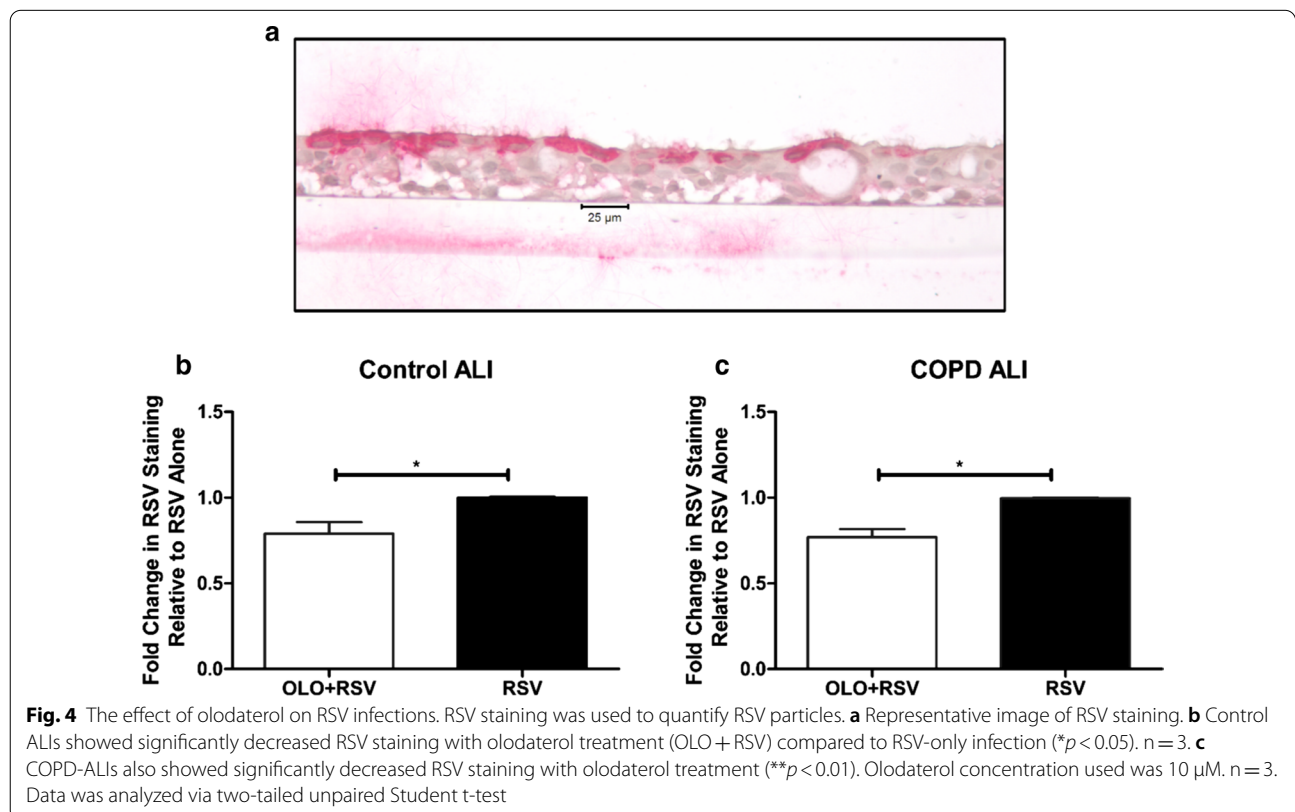 a
25 µm
b
Control ALI
Fold Change in RSV Staining
Relative to RSV Alone
1.5
1.0
0.5
0.0
*
OLO+RSV
RSV
c
COPD ALI
Fold Change in RSV Staining
Relative to RSV Alone
1.5
1.0
0.5
0.0
*
OLO+RSV
RSV
Fig. 4 The effect of olodaterol on RSV infections. RSV staining was used to quantify RSV particles. a Representative image of RSV staining. b Control
ALIs showed significantly decreased RSV staining with olodaterol treatment (OLO + RSV) compared to RSV-only infection (*p < 0.05). n = 3. c
COPD-ALIs also showed significantly decreased RSV staining with olodaterol treatment (**p < 0.01). Olodaterol concentration used was 10 µM. n = 3.
Data was analyzed via two-tailed unpaired Student t-test